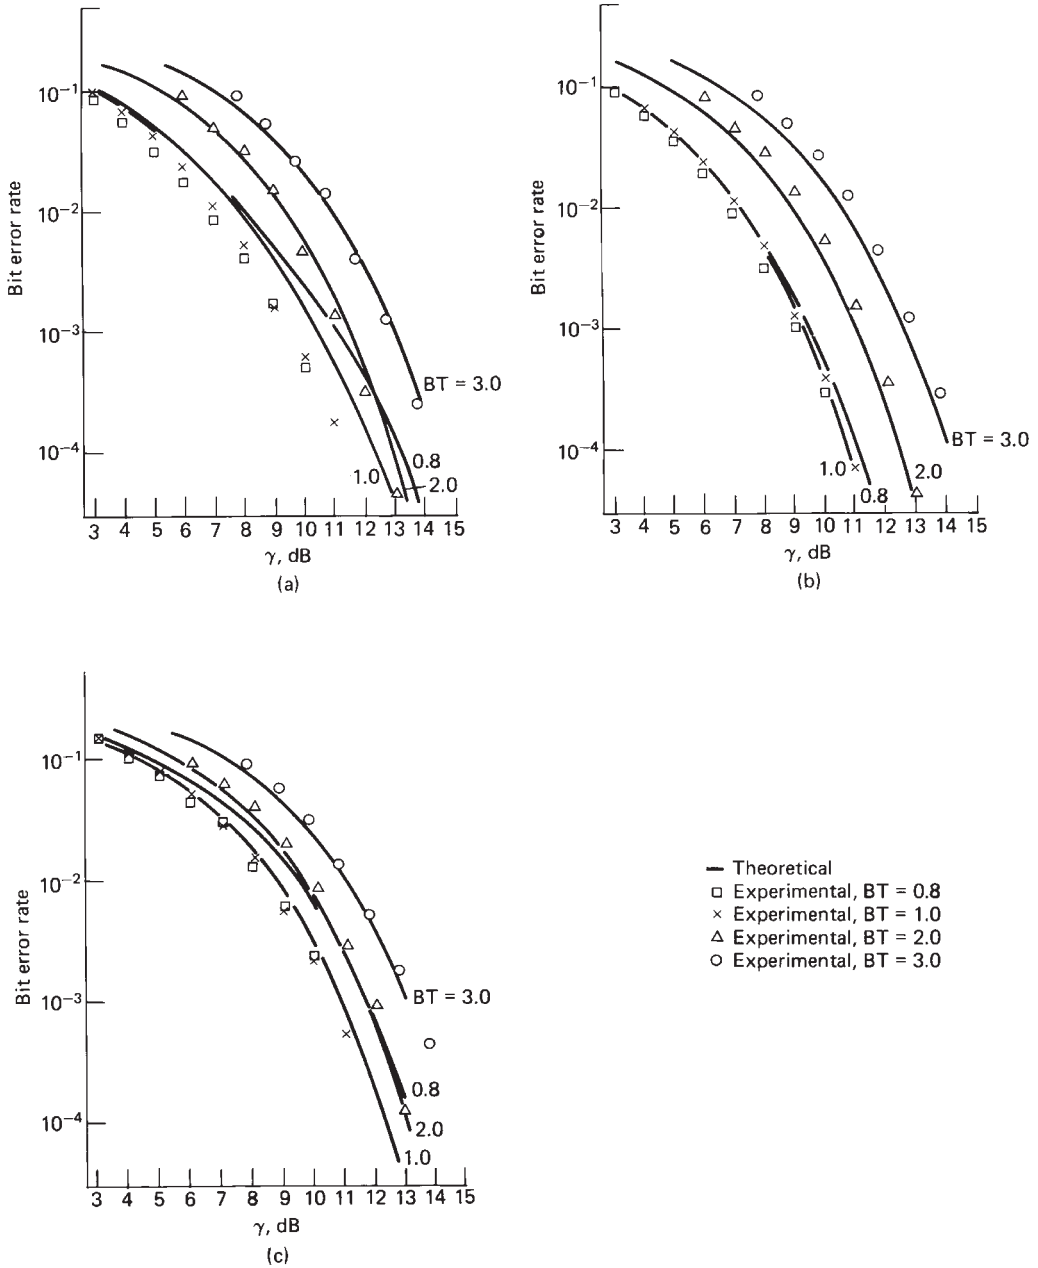 Bit error rate
10⁻¹
10⁻²
10⁻³
10⁻⁴
BT = 3.0
0.8
1.0
2.0
3 4 5 6 7 8 9 10 11 12 13 14 15
γ, dB
(a)
Bit error rate
10⁻¹
10⁻²
10⁻³
10⁻⁴
BT = 3.0
1.0
2.0
0.8
3 4 5 6 7 8 9 10 11 12 13 14 15
γ, dB
(b)
Bit error rate
10⁻¹
10⁻²
10⁻³
10⁻⁴
BT = 3.0
0.8
2.0
1.0
3 4 5 6 7 8 9 10 11 12 13 14 15
γ, dB
(c)
Theoretical
Experimental, BT = 0.8
Experimental, BT = 1.0
Experimental, BT = 2.0
Experimental, BT = 3.0